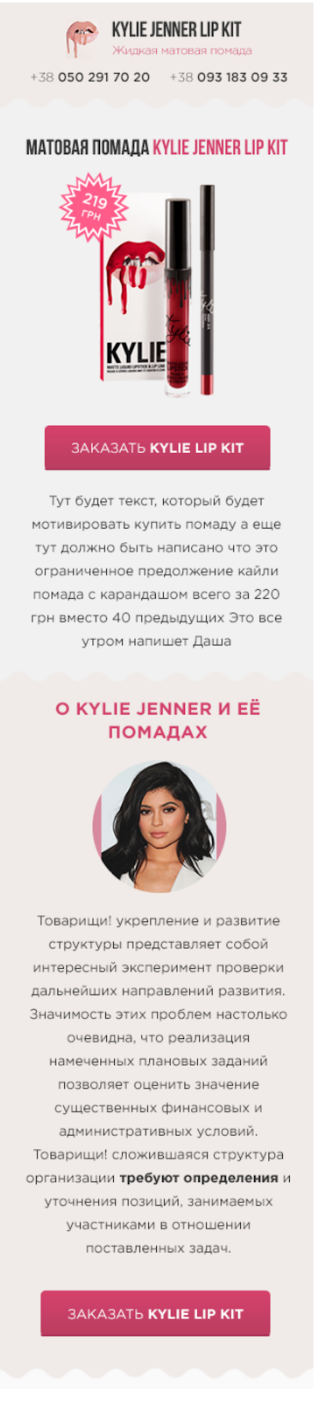 KYLIE JENNER LIP KIT
Жидкая матовая помада
+38 050 291 70 20 +38 093 183 09 33
МАТОВАЯ ПОМАДА KYLIE JENNER LIP KIT
219
ГРН
KYLIE
Kylie
ЗАКАЗАТЬ KYLIE LIP KIT
Тут будет текст, который будет
мотивировать купить помаду а еще
тут должно быть написано что это
ограниченное предолжение кайли
помада с карандашом всего за 220
грн вместо 40 предыдущих Это все
утром напишет Даша
О KYLIE JENNER И ЕЁ
ПОМАДАХ
Товарищи! укрепление и развитие
структуры представляет собой
интересный эксперимент проверки
дальнейших направлений развития.
Значимость этих проблем настолько
очевидна, что реализация
намеченных плановых заданий
позволяет оценить значение
существенных финансовых и
административных условий.
Товарищи! сложившаяся структура
организации требуют определения и
уточнения позиций, занимаемых
участниками в отношении
поставленных задач.
ЗАКАЗАТЬ KYLIE LIP KIT